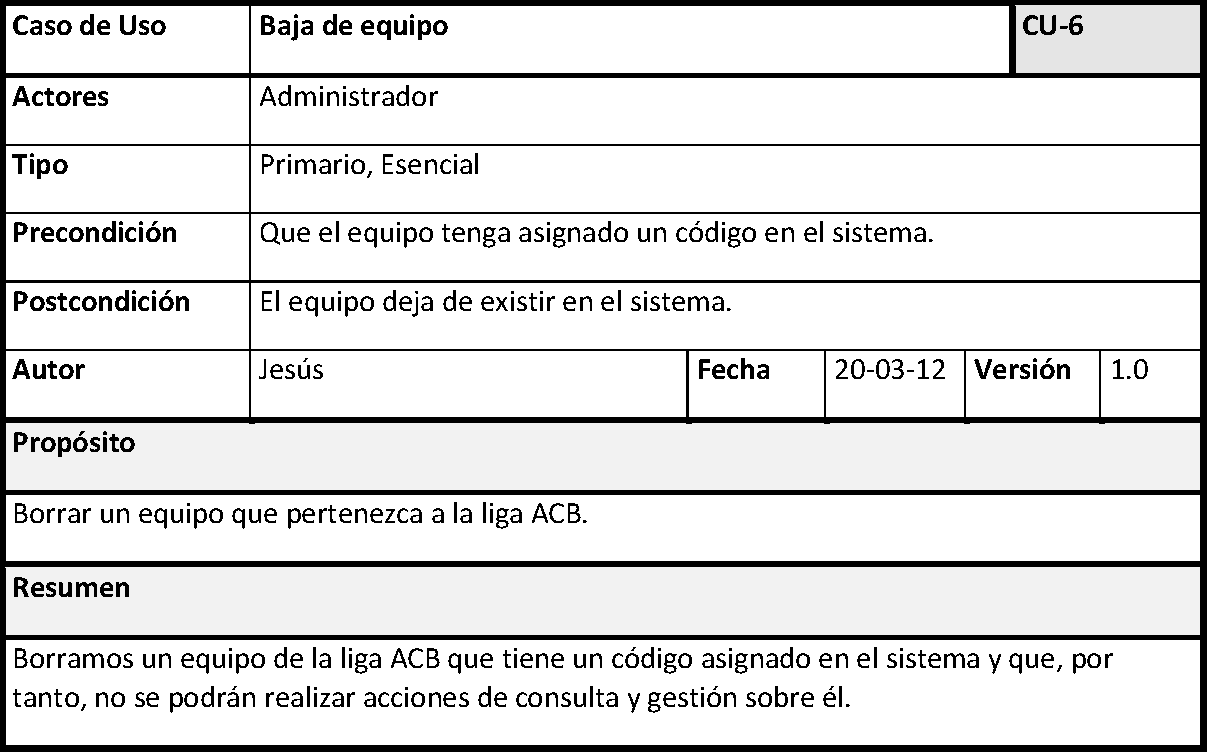 Caso de Uso Baja de equipo CU-6
Actores Administrador
Tipo Primario, Esencial
Precondición Que el equipo tenga asignado un código en el sistema.
Postcondición El equipo deja de existir en el sistema.
Autor Jesús Fecha 20-03-12 Versión 1.0
Propósito
Borrar un equipo que pertenezca a la liga ACB.
Resumen
Borramos un equipo de la liga ACB que tiene un código asignado en el sistema y que, por
tanto, no se podrán realizar acciones de consulta y gestión sobre él.